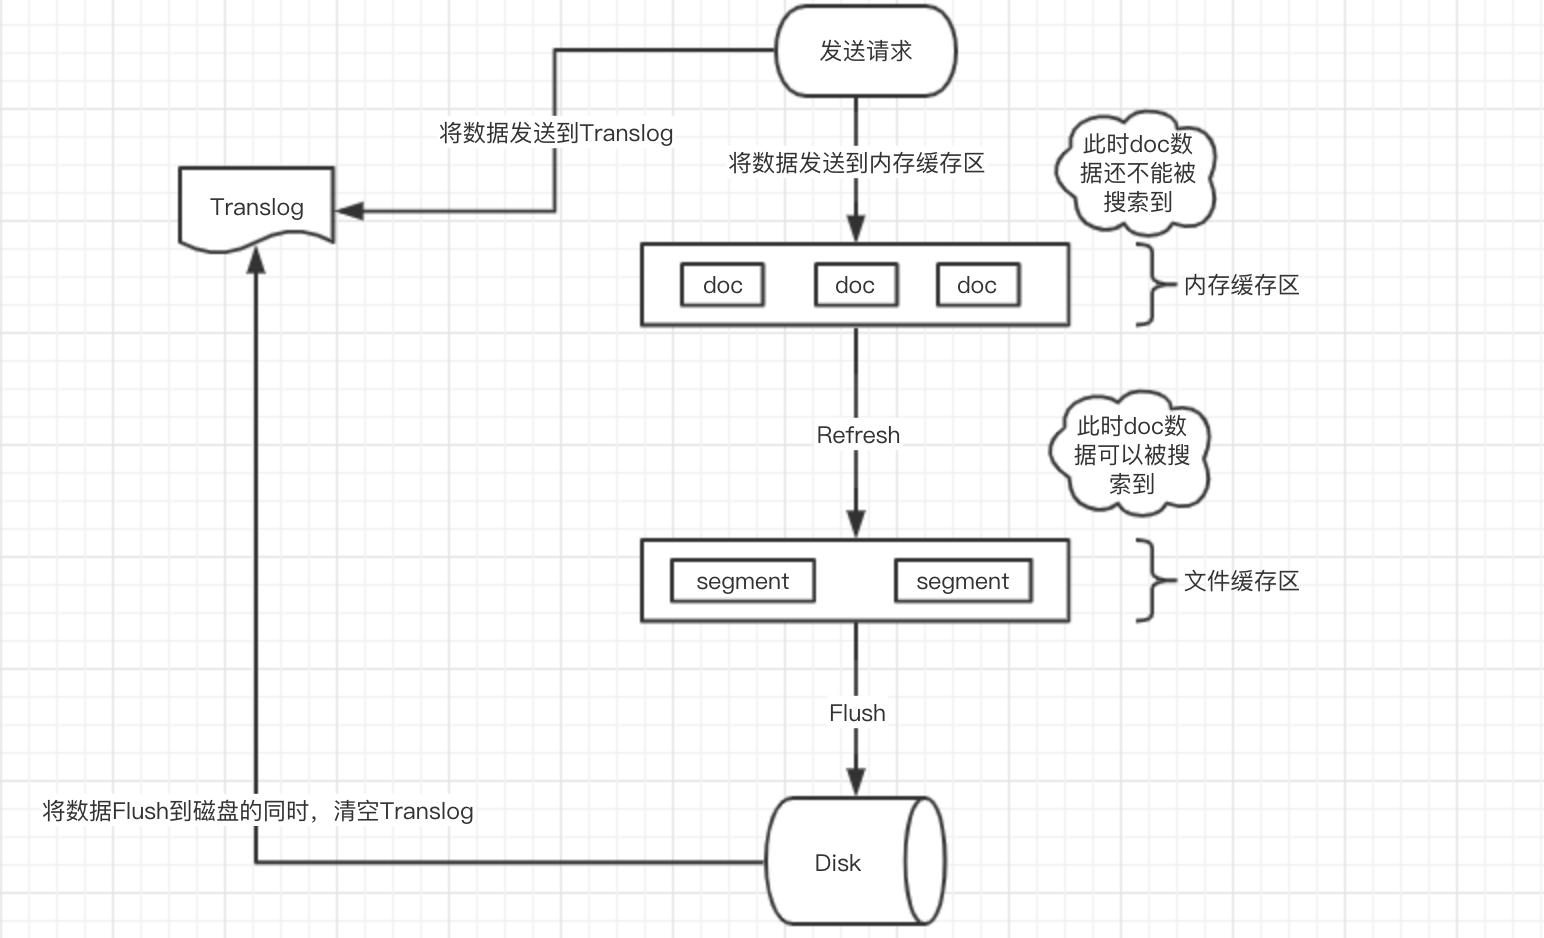 发送请求
将数据发送到Translog
将数据发送到内存缓存区
此时doc数
据还不能被
搜索到
Translog
doc
doc
doc
内存缓存区
Refresh
此时doc数
据可以被搜
索到
segment
segment
文件缓存区
Flush
将数据Flush到磁盘的同时，清空Translog
Disk